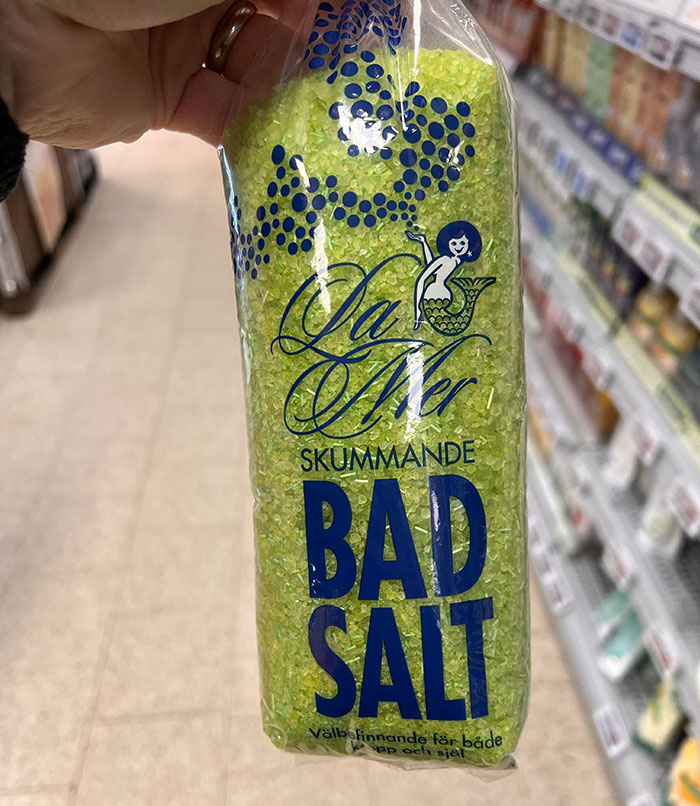 La
Mer
SKUMMANDE
BAD
SALT
Välbefinnande för både
kropp och själ